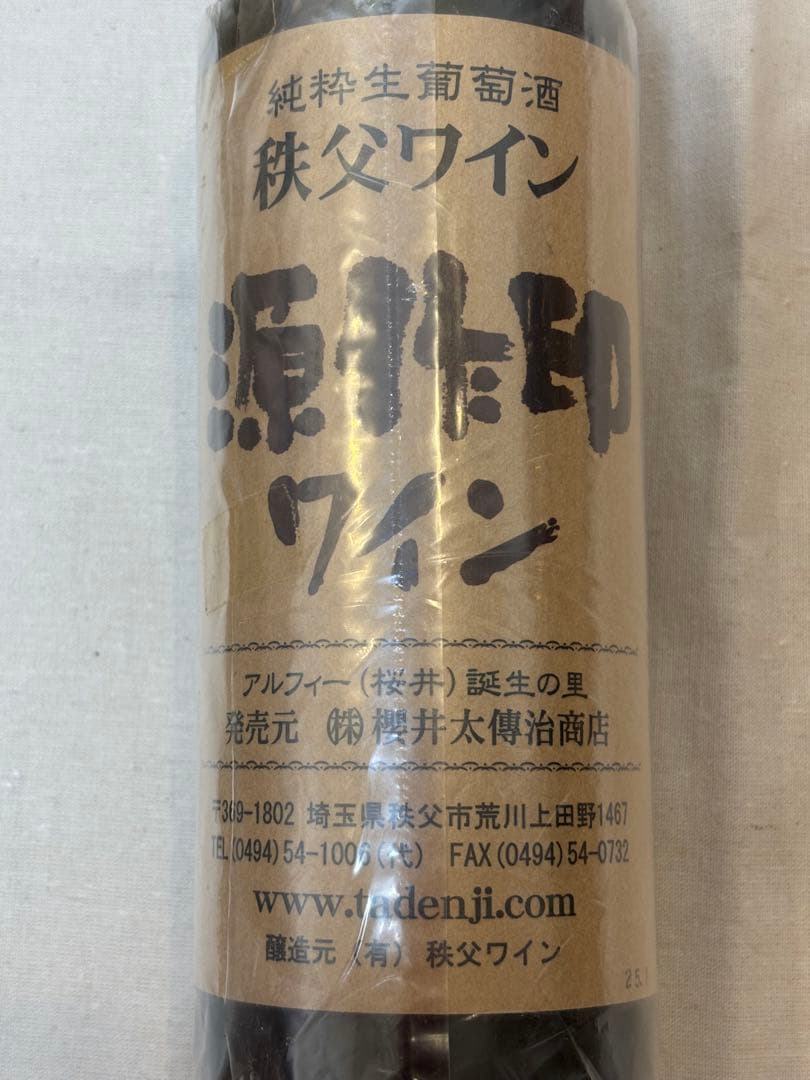 純粋生葡萄酒
秩父ワイン
源作印
ワイン
アルフィー(桜井)誕生の里
発売元 ㈱櫻井太傳治商店
〒369-1802 埼玉県秩父市荒川上田野1467
TEL(0494)54-1006(代) FAX(0494)54-0732
www.tadenji.com
醸造元(有) 秩父ワイン